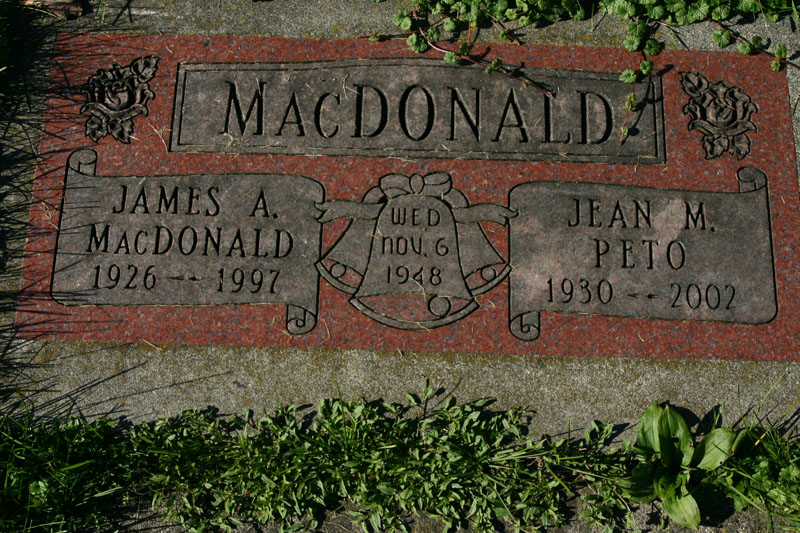 MacDONALD
JAMES A.
MacDONALD
1926 -- 1997
WED
NOV. 6
1948
JEAN M.
PETO
1930 -- 2002